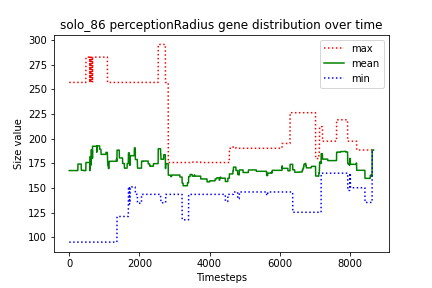 solo_86 perceptionRadius gene distribution over time
max
mean
min
Size value
300
275
250
225
200
175
150
125
100
0
2000
4000
6000
8000
Timesteps